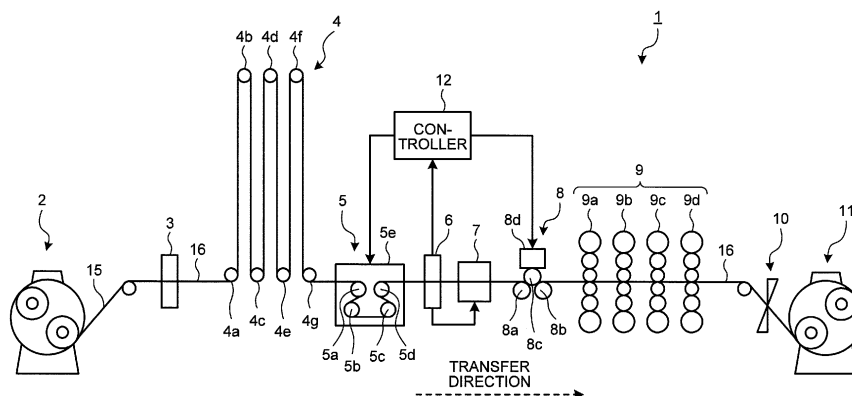 1
4
4b 4d 4f
12
CON-
TROLLER
9
8
9a 9b 9c 9d
2
3
5
5e
6
7
8d
10
11
15
16
16
4a 4c 4e 4g
5a 5b 5c 5d
8a 8c 8b
TRANSFER
DIRECTION